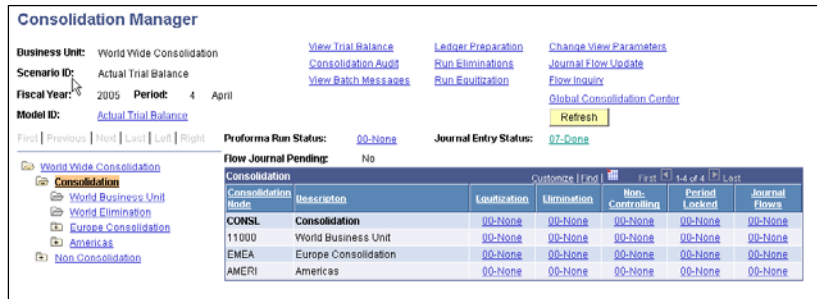 Consolidation Manager
Business Unit: World Wide Consolidation
Scenario ID: Actual Trial Balance
Fiscal Year: 2005 Period: 4 April
Model ID: Actual Trial Balance
View Trial Balance Ledger Preparation Change View Parameters
Consolidation Audit Run Eliminations Journal Flow Update
View Batch Messages Run Equitization Flow Inquiry
Global Consolidation Center
Refresh
First | Previous | Next | Last | Left | Right
Proforma Run Status: 00-None Journal Entry Status: 07-Done
Flow Journal Pending: No
World Wide Consolidation
Consolidation
World Business Unit
World Elimination
Europe Consolidation
Americas
Non Consolidation
Consolidation Customize | Find | First 1-4 of 4 Last
Consolidation Node Descripton Equitization Elimination Non-Controlling Period Locked Journal Flows
CONSL Consolidation 00-None 00-None 00-None 00-None 00-None
11000 World Business Unit 00-None 00-None 00-None 00-None 00-None
EMEA Europe Consolidation 00-None 00-None 00-None 00-None 00-None
AMERI Americas 00-None 00-None 00-None 00-None 00-None